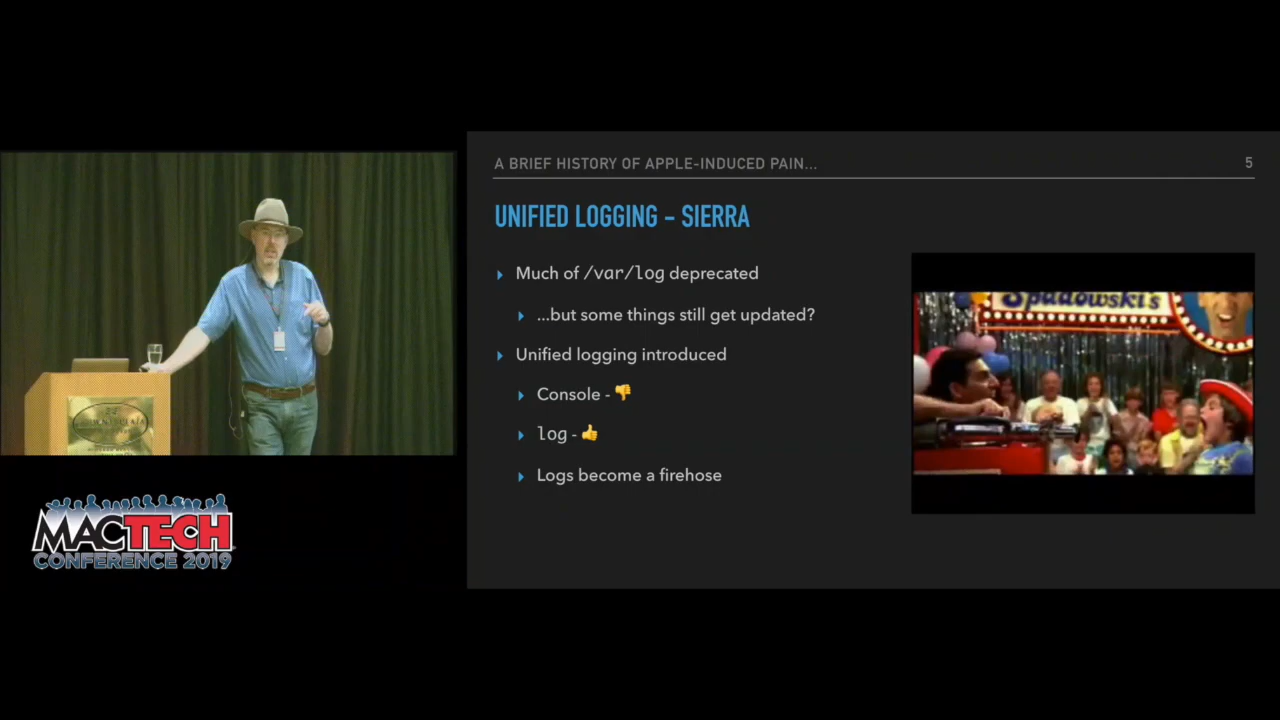 A BRIEF HISTORY OF APPLE-INDUCED PAIN...
5
UNIFIED LOGGING - SIERRA
Much of /var/log deprecated
...but some things still get updated?
Unified logging introduced
Console - 👎
log - 👍
Logs become a firehose
Spadowski's
MACTECH
CONFERENCE 2019